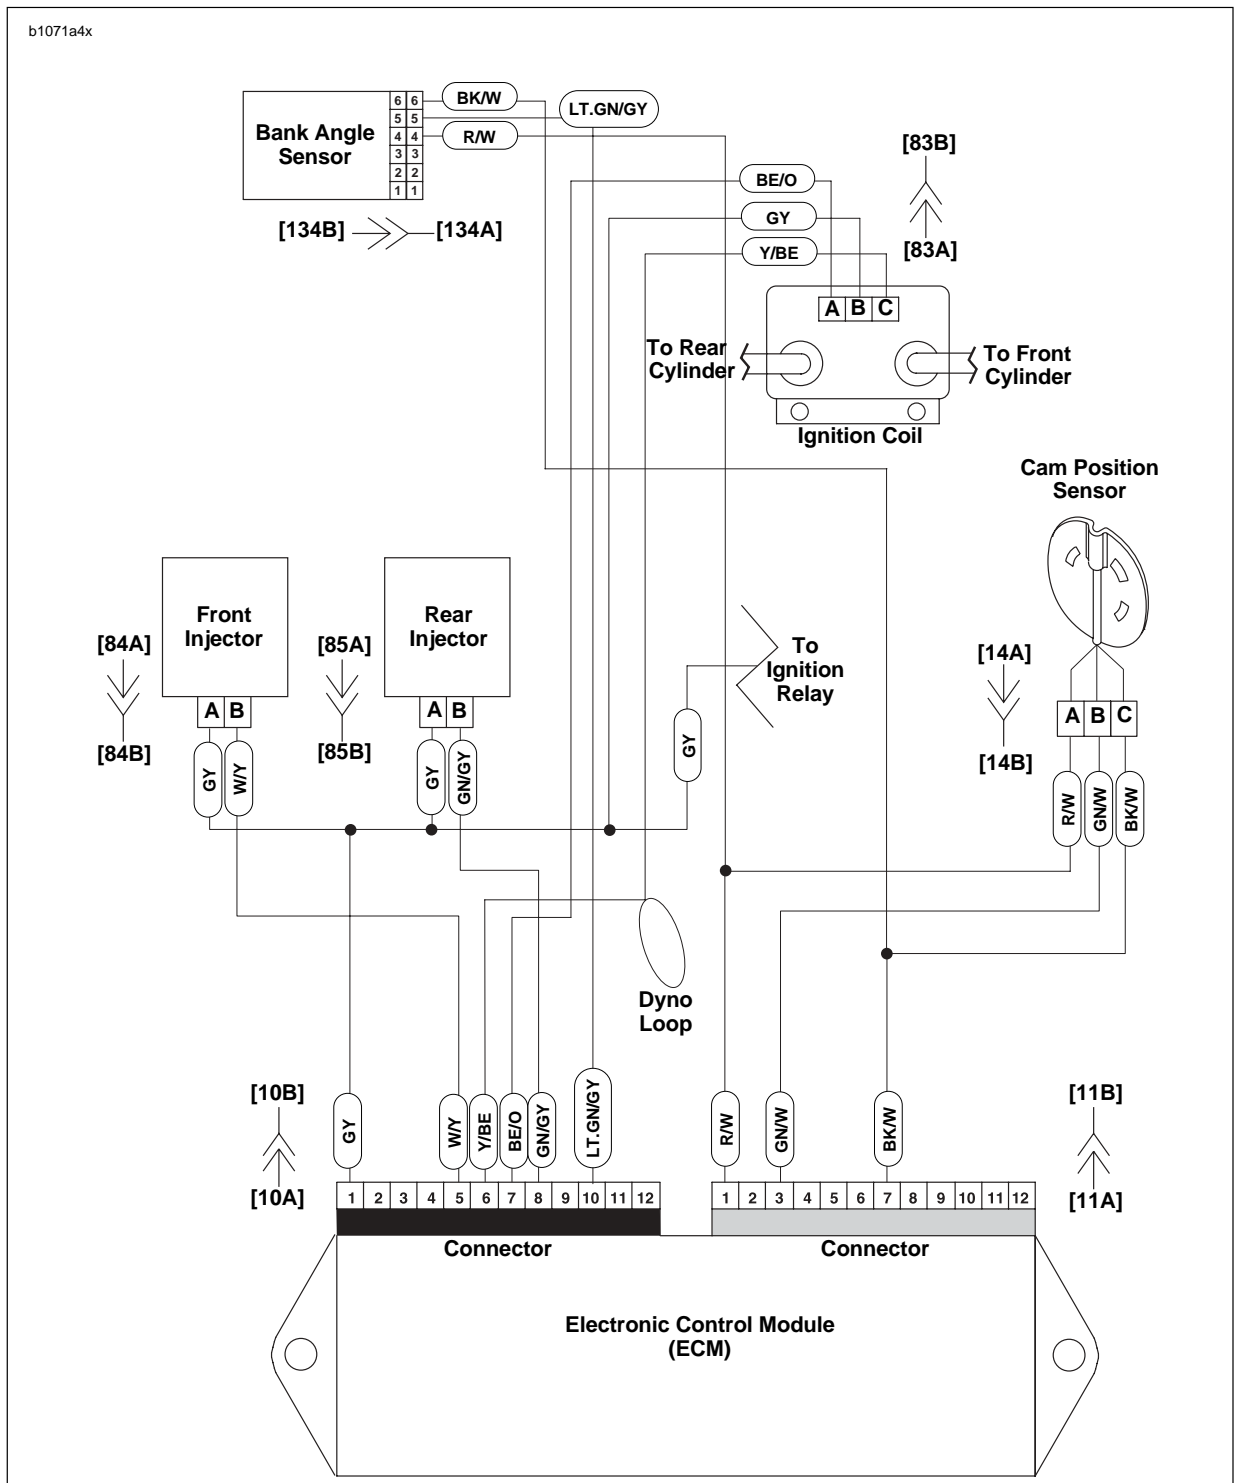 b1071a4x
Bank Angle
Sensor
6 6
5 5
4 4
3 3
2 2
1 1
BK/W
LT.GN/GY
R/W
[134B]
[134A]
BE/O
GY
Y/BE
[83B]
[83A]
A B C
To Rear
Cylinder
To Front
Cylinder
Ignition Coil
Cam Position
Sensor
Front
Injector
Rear
Injector
[84A]
[84B]
[85A]
[85B]
A B
A B
GY
W/Y
GY
GN/GY
To
Ignition
Relay
GY
[14A]
[14B]
A B C
R/W
GN/W
BK/W
Dyno
Loop
[10B]
[10A]
GY
W/Y
Y/BE
BE/O
GN/GY
LT.GN/GY
R/W
GN/W
BK/W
[11B]
[11A]
1 2 3 4 5 6 7 8 9 10 11 12
1 2 3 4 5 6 7 8 9 10 11 12
Connector
Connector
Electronic Control Module
(ECM)